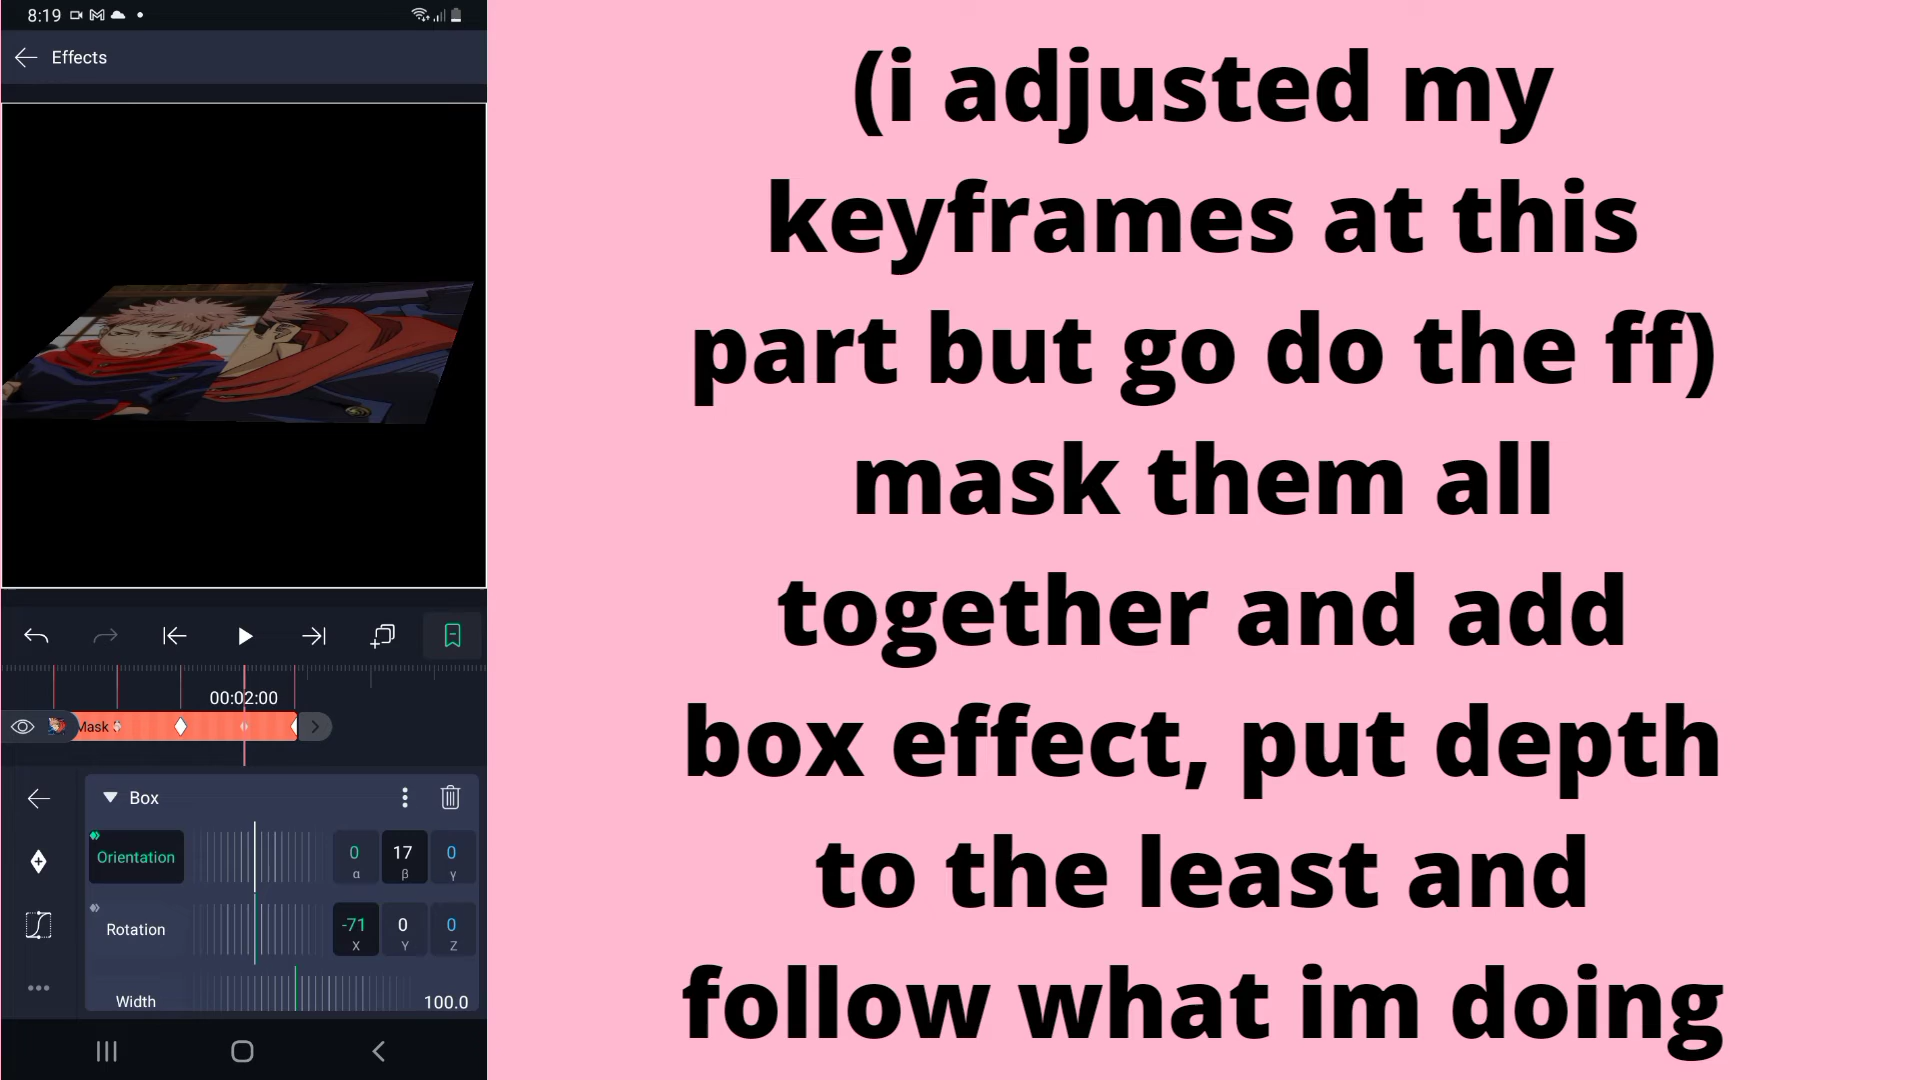 8:19
Effects
(i adjusted my
keyframes at this
part but go do the ff)
mask them all
together and add
box effect, put depth
to the least and
follow what im doing
00:02:00
Mask
Box
Orientation
0 17 0
α β γ
Rotation
-71 0 0
X Y Z
Width 100.0